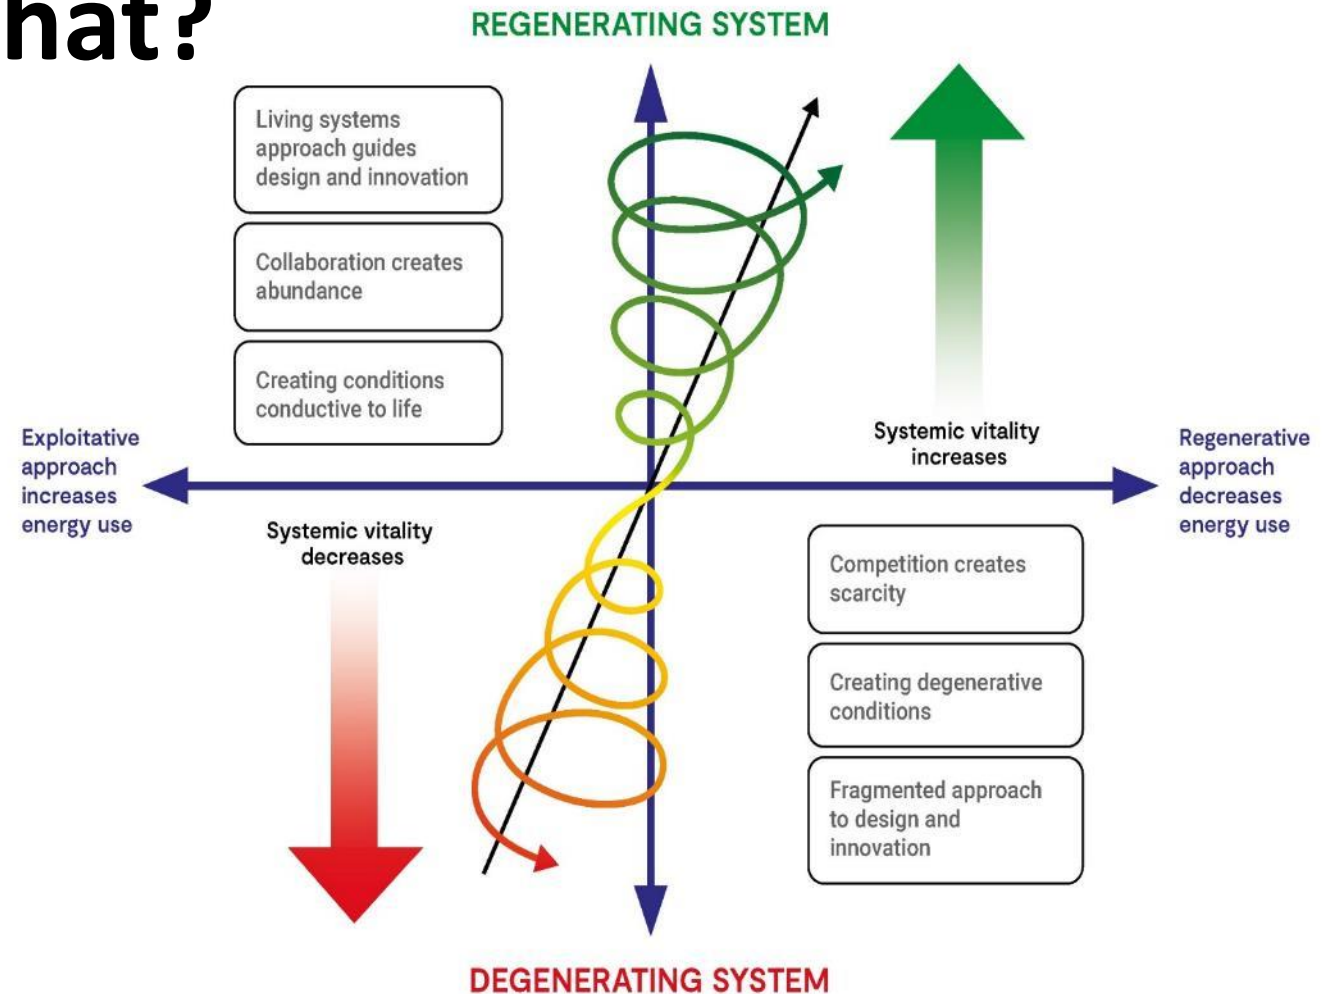 hat?
REGENERATING SYSTEM
Living systems
approach guides
design and innovation
Collaboration creates
abundance
Creating conditions
conductive to life
Exploitative
approach
increases
energy use
Systemic vitality
increases
Regenerative
approach
decreases
energy use
Systemic vitality
decreases
Competition creates
scarcity
Creating degenerative
conditions
Fragmented approach
to design and
innovation
DEGENERATING SYSTEM